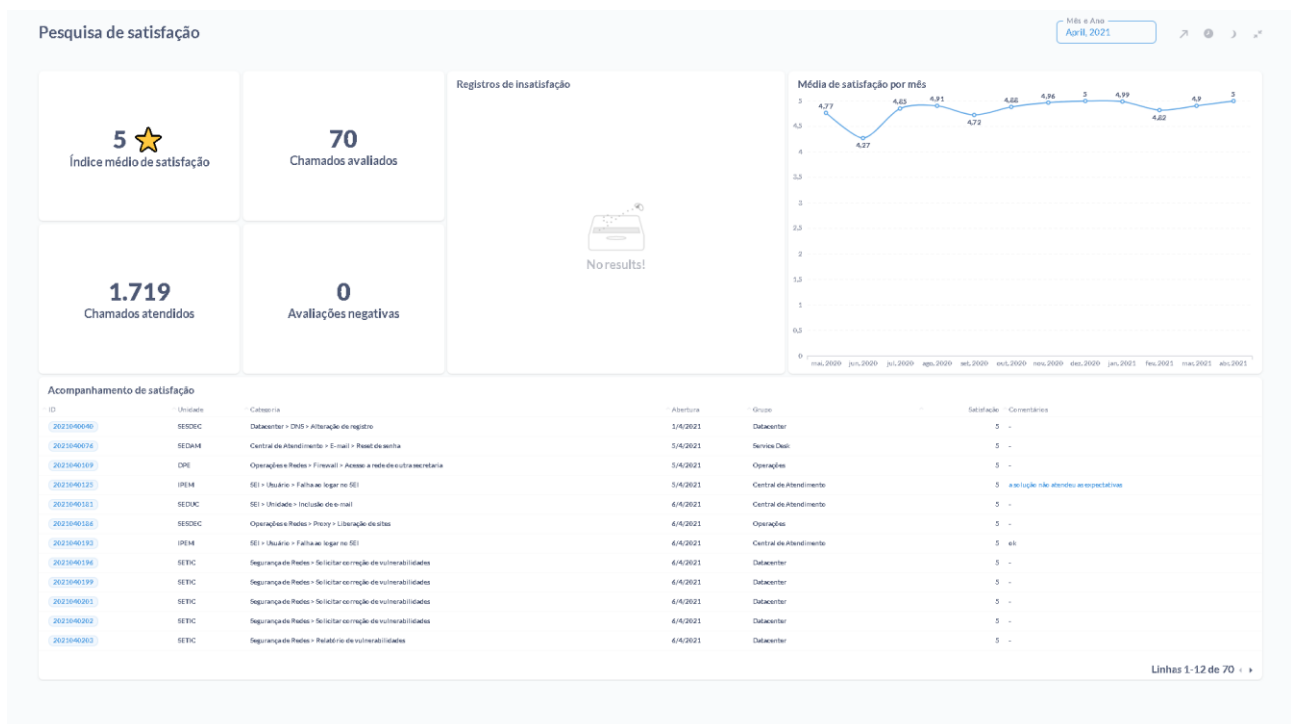 Pesquisa de satisfação
Mês e Ano
April, 2021
5
Índice médio de satisfação
70
Chamados avaliados
1.719
Chamados atendidos
0
Avaliações negativas
Registros de insatisfação
No results!
Média de satisfação por mês
5
4,5
4
3,5
3
2,5
2
1,5
1
0,5
0
4,77
4,27
4,85
4,91
4,73
4,88
4,96
5
4,99
4,82
4,9
5
mai, 2020 jun, 2020 jul, 2020 ago, 2020 set, 2020 out, 2020 nov, 2020 dez, 2020 jan, 2021 fev, 2021 mar, 2021 abr, 2021
Acompanhamento de satisfação
ID Unidade Categoria Abertura Grupo Satisfação Comentários
2021040040 SESDEC Datacenter > DNS > Alteração de registro 1/4/2021 Datacenter 5 -
2021040076 SEDAM Central de Atendimento > E-mail > Reset de senha 5/4/2021 Service Desk 5 -
2021040109 DPE Operações e Redes > Firewall > Acesso a rede de outra secretaria 5/4/2021 Operações 5 -
2021040125 IPEM SEI > Usuário > Falha ao logar no SEI 5/4/2021 Central de Atendimento 5 a solução não atendeu as expectativas
2021040181 SEDUC SEI > Unidade > Inclusão de e-mail 6/4/2021 Central de Atendimento 5 -
2021040186 SESDEC Operações e Redes > Proxy > Liberação de sites 6/4/2021 Operações 5 -
2021040193 IPEM SEI > Usuário > Falha ao logar no SEI 6/4/2021 Central de Atendimento 5 ok
2021040196 SETIC Segurança de Redes > Solicitar correção de vulnerabilidades 6/4/2021 Datacenter 5 -
2021040199 SETIC Segurança de Redes > Solicitar correção de vulnerabilidades 6/4/2021 Datacenter 5 -
2021040201 SETIC Segurança de Redes > Solicitar correção de vulnerabilidades 6/4/2021 Datacenter 5 -
2021040202 SETIC Segurança de Redes > Solicitar correção de vulnerabilidades 6/4/2021 Datacenter 5 -
2021040203 SETIC Segurança de Redes > Relatório de vulnerabilidades 6/4/2021 Datacenter 5 -
Linhas 1-12 de 70